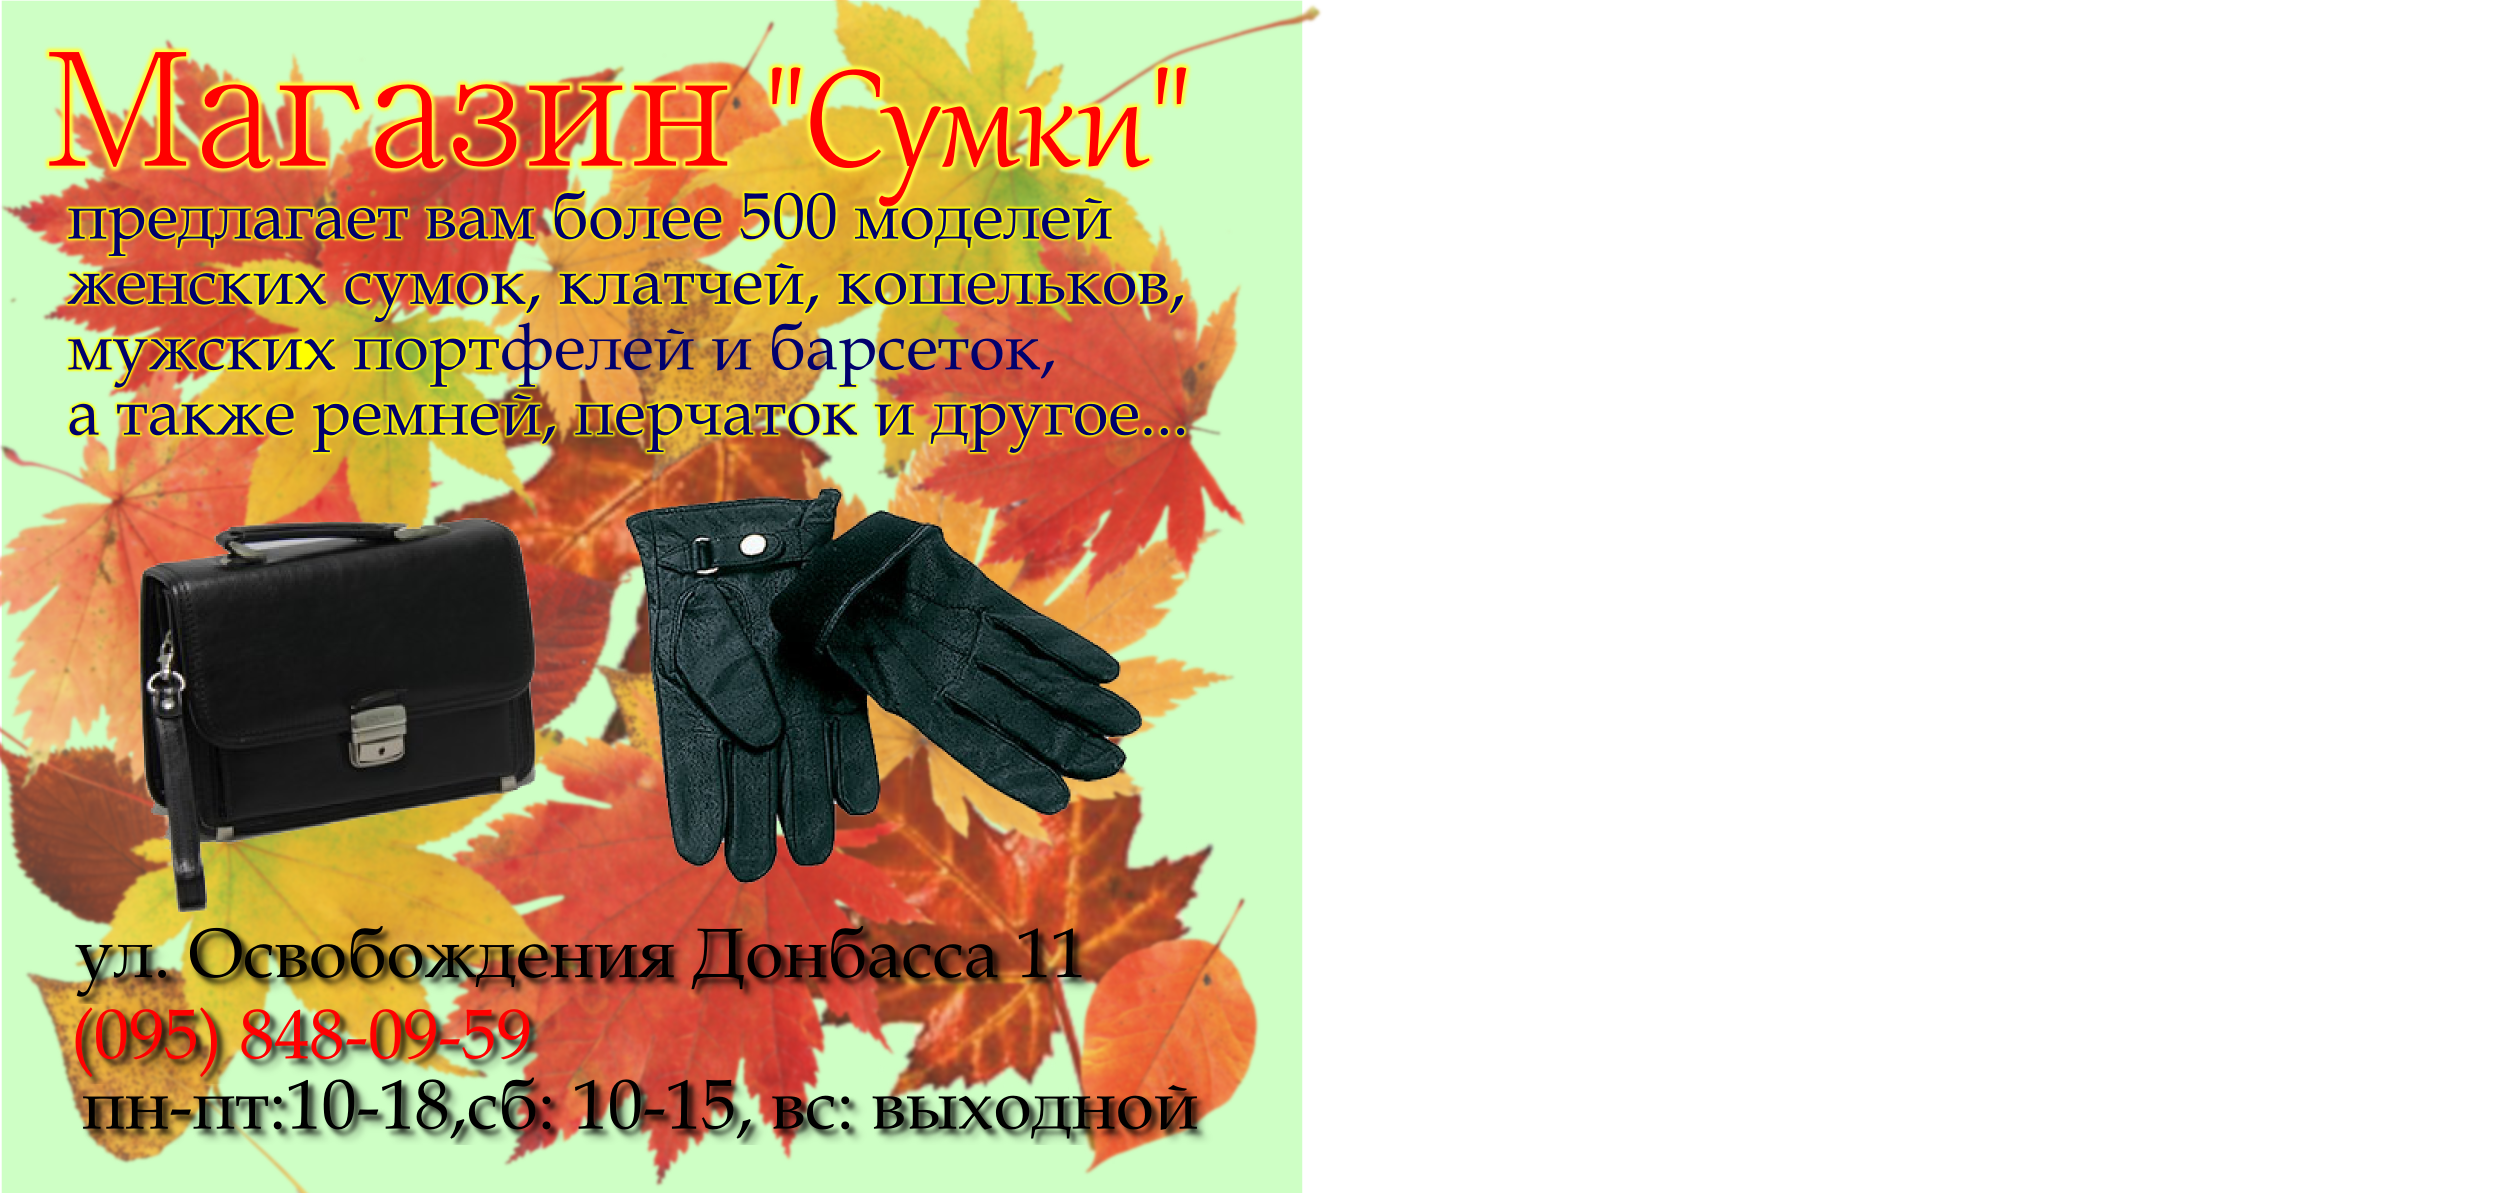 Магазин "Сумки"
предлагает вам более 500 моделей
женских сумок, клатчей, кошельков,
мужских портфелей и барсеток,
а также ремней, перчаток и другое...
ул. Освобождения Донбасса 11
(095) 848-09-59
пн-пт:10-18,сб: 10-15, вс: выходной